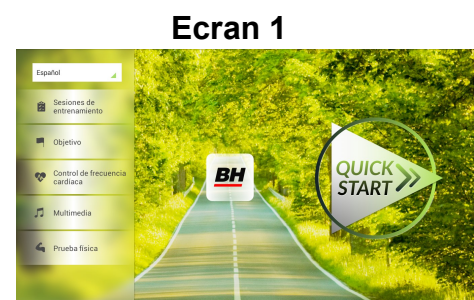 Ecran 1
Español
Sesiones de
entrenamiento
Objetivo
Control de frecuencia
cardiaca
Multimedia
Prueba física
BH
QUICK
START